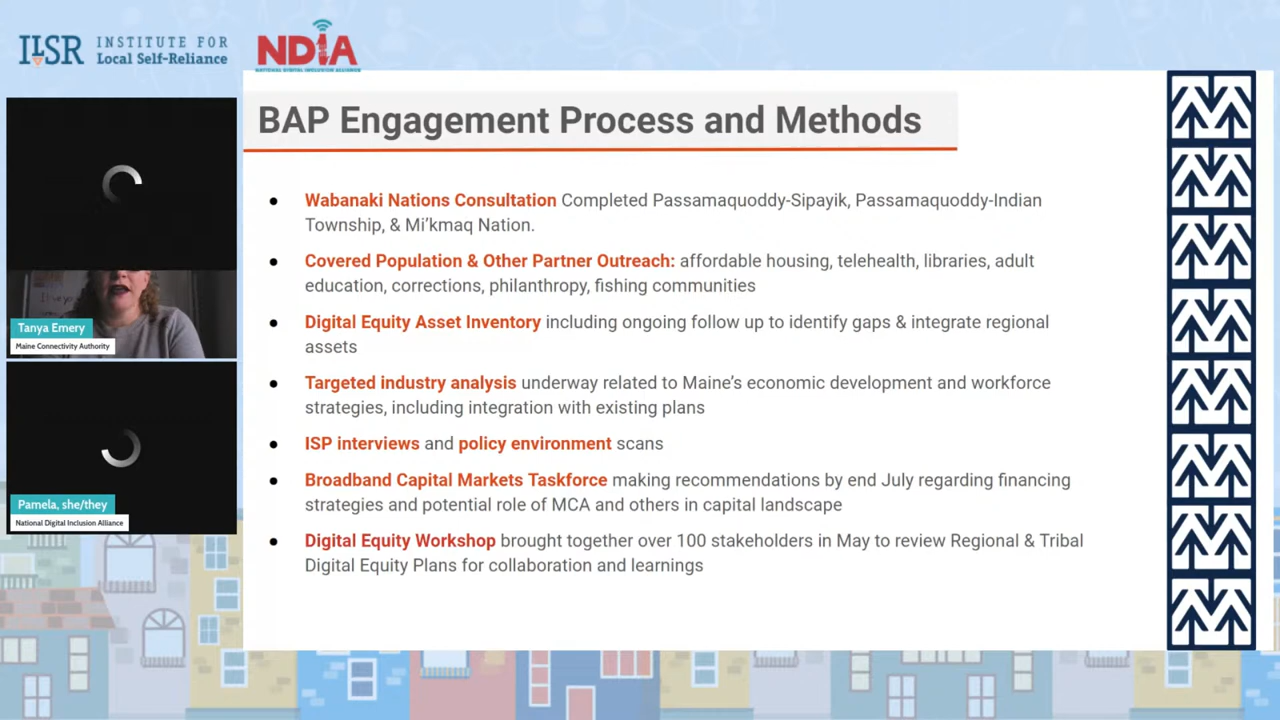 ILSR INSTITUTE FOR
Local Self-Reliance
NDIA
NATIONAL DIGITAL INCLUSION ALLIANCE
BAP Engagement Process and Methods
Tanya Emery
Maine Connectivity Authority
Pamela, she/they
National Digital Inclusion Alliance
● Wabanaki Nations Consultation Completed Passamaquoddy-Sipayik, Passamaquoddy-Indian
Township, & Mi’kmaq Nation.
● Covered Population & Other Partner Outreach: affordable housing, telehealth, libraries, adult
education, corrections, philanthropy, fishing communities
● Digital Equity Asset Inventory including ongoing follow up to identify gaps & integrate regional
assets
● Targeted industry analysis underway related to Maine’s economic development and workforce
strategies, including integration with existing plans
● ISP interviews and policy environment scans
● Broadband Capital Markets Taskforce making recommendations by end July regarding financing
strategies and potential role of MCA and others in capital landscape
● Digital Equity Workshop brought together over 100 stakeholders in May to review Regional & Tribal
Digital Equity Plans for collaboration and learnings